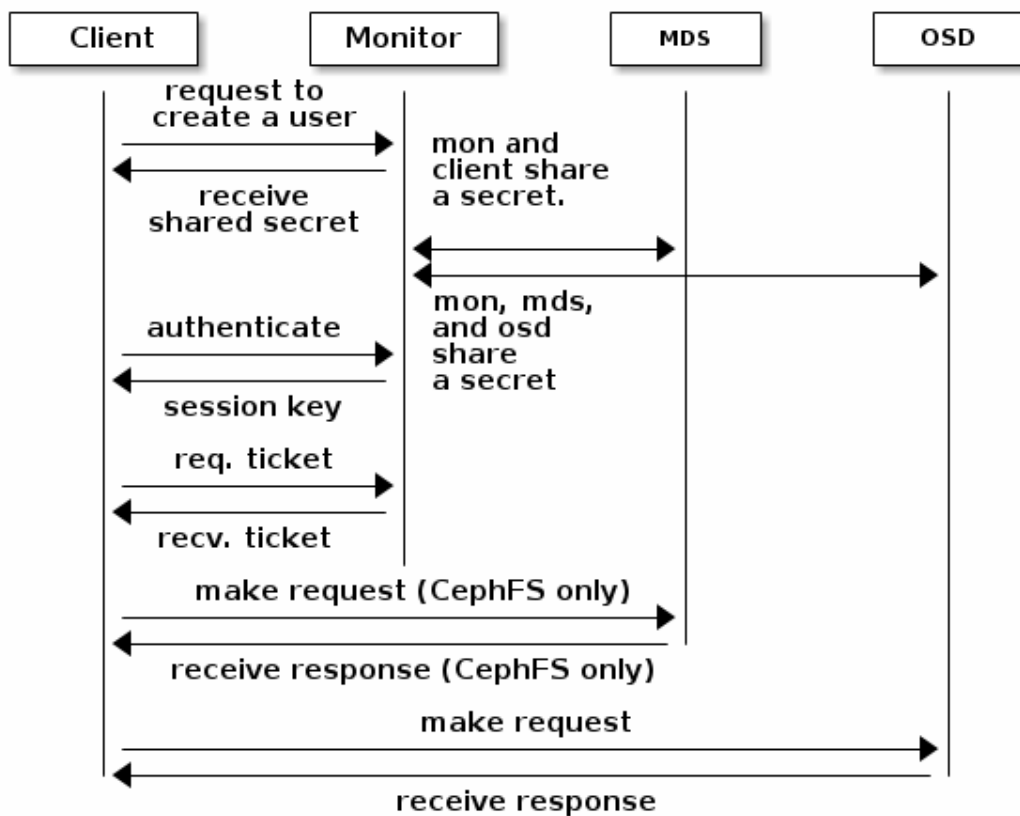 Client
Monitor
MDS
OSD
request to
create a user
mon and
client share
a secret.
receive
shared secret
mon, mds,
and osd
share
a secret
authenticate
session key
req. ticket
recv. ticket
make request (CephFS only)
receive response (CephFS only)
make request
receive response